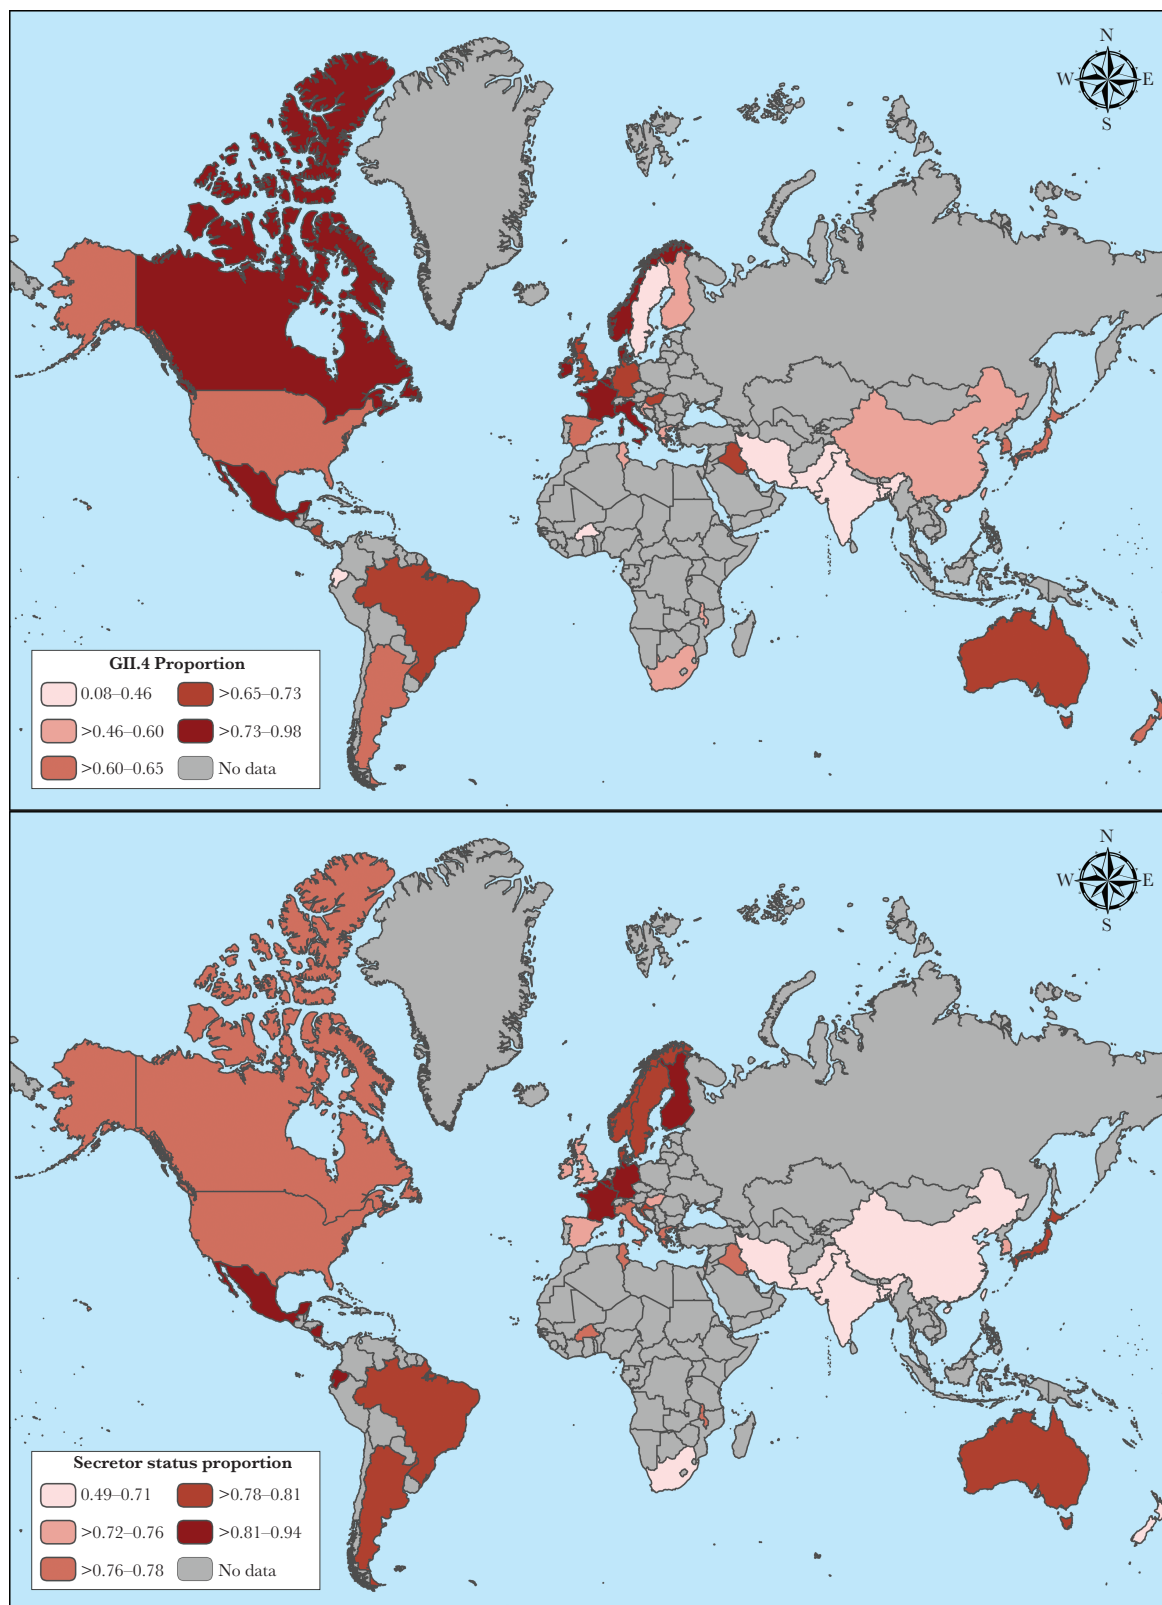 N
W E
S
GII.4 Proportion
0.08–0.46 >0.65–0.73
>0.46–0.60 >0.73–0.98
>0.60–0.65 No data
N
W E
S
Secretor status proportion
0.49–0.71 >0.78–0.81
>0.72–0.76 >0.81–0.94
>0.76–0.78 No data